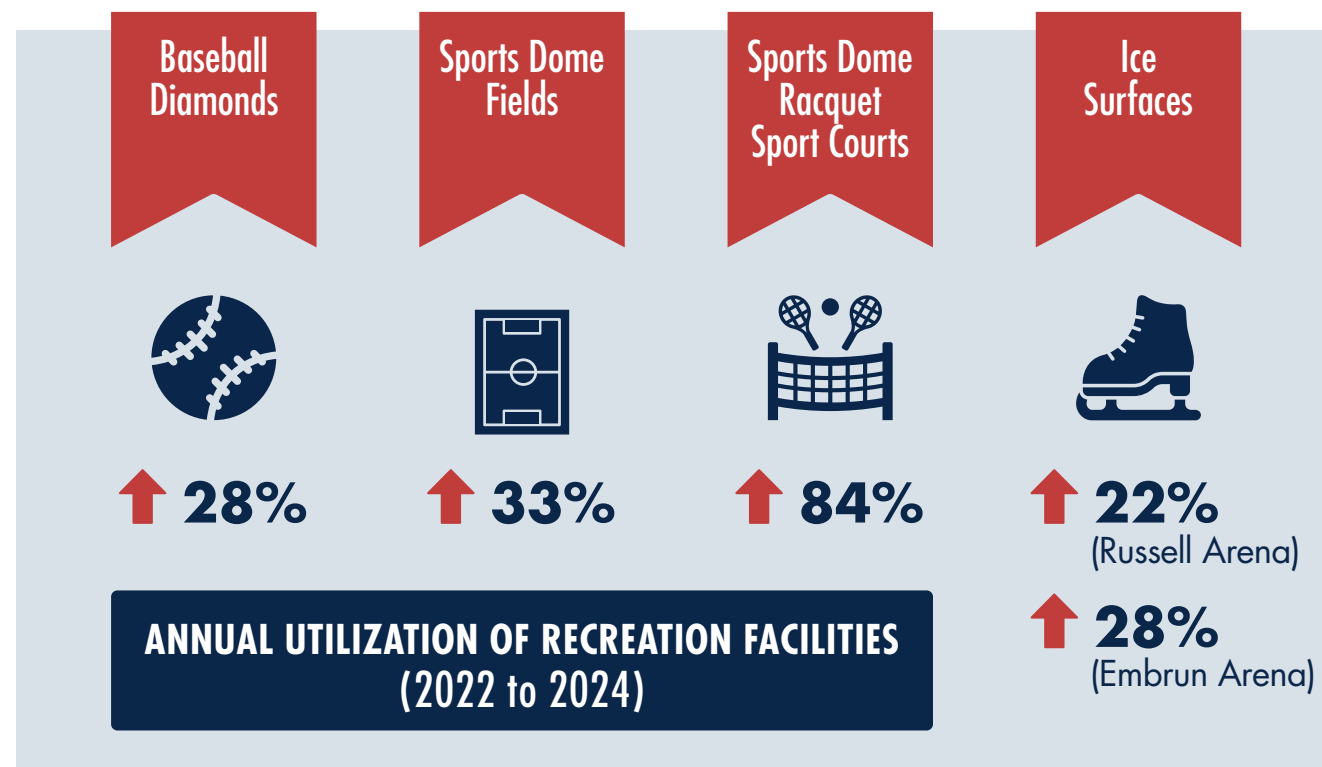 Baseball
Diamonds
Sports Dome
Fields
Sports Dome
Racquet
Sport Courts
Ice
Surfaces
28%
33%
84%
22%
(Russell Arena)
28%
(Embrun Arena)
ANNUAL UTILIZATION OF RECREATION FACILITIES
(2022 to 2024)